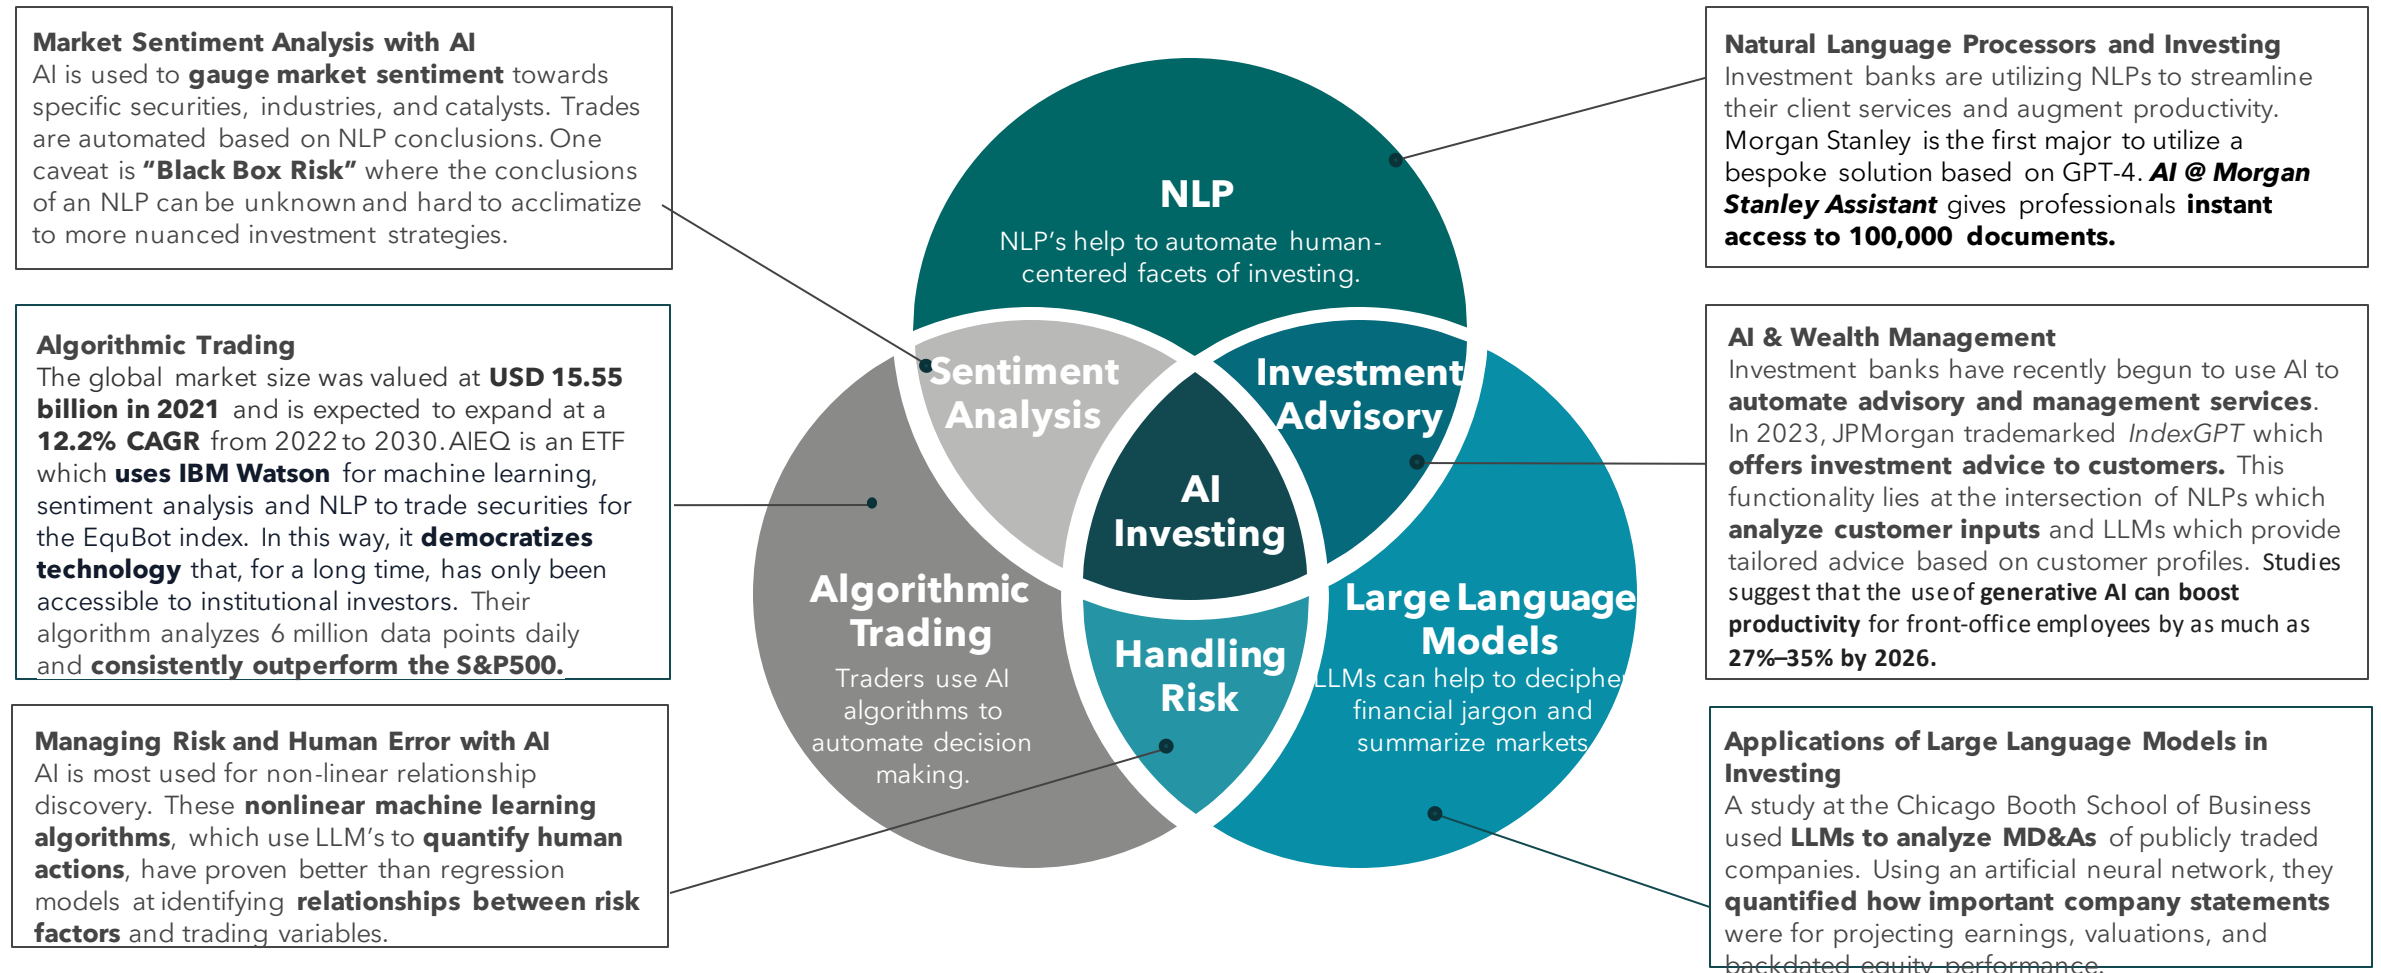 Market Sentiment Analysis with AI
AI is used to gauge market sentiment towards
specific securities, industries, and catalysts. Trades
are automated based on NLP conclusions. One
caveat is “Black Box Risk” where the conclusions
of an NLP can be unknown and hard to acclimatize
to more nuanced investment strategies.
Algorithmic Trading
The global market size was valued at USD 15.55
billion in 2021 and is expected to expand at a
12.2% CAGR from 2022 to 2030. AIEQ is an ETF
which uses IBM Watson for machine learning,
sentiment analysis and NLP to trade securities for
the EquBot index. In this way, it democratizes
technology that, for a long time, has only been
accessible to institutional investors. Their
algorithm analyzes 6 million data points daily
and consistently outperform the S&P500.
Managing Risk and Human Error with AI
AI is most used for non-linear relationship
discovery. These nonlinear machine learning
algorithms, which use LLM’s to quantify human
actions, have proven better than regression
models at identifying relationships between risk
factors and trading variables.
NLP
NLP’s help to automate human-
centered facets of investing.
Sentiment
Analysis
Investment
Advisory
AI
Investing
Algorithmic
Trading
Traders use AI
algorithms to
automate decision
making.
Handling
Risk
Large Language
Models
LLMs can help to decipher
financial jargon and
summarize markets
Natural Language Processors and Investing
Investment banks are utilizing NLPs to streamline
their client services and augment productivity.
Morgan Stanley is the first major to utilize a
bespoke solution based on GPT-4. AI @ Morgan
Stanley Assistant gives professionals instant
access to 100,000 documents.
AI & Wealth Management
Investment banks have recently begun to use AI to
automate advisory and management services.
In 2023, JPMorgan trademarked IndexGPT which
offers investment advice to customers. This
functionality lies at the intersection of NLPs which
analyze customer inputs and LLMs which provide
tailored advice based on customer profiles. Studies
suggest that the use of generative AI can boost
productivity for front-office employees by as much as
27%–35% by 2026.
Applications of Large Language Models in
Investing
A study at the Chicago Booth School of Business
used LLMs to analyze MD&As of publicly traded
companies. Using an artificial neural network, they
quantified how important company statements
were for projecting earnings, valuations, and
backdated equity performance.